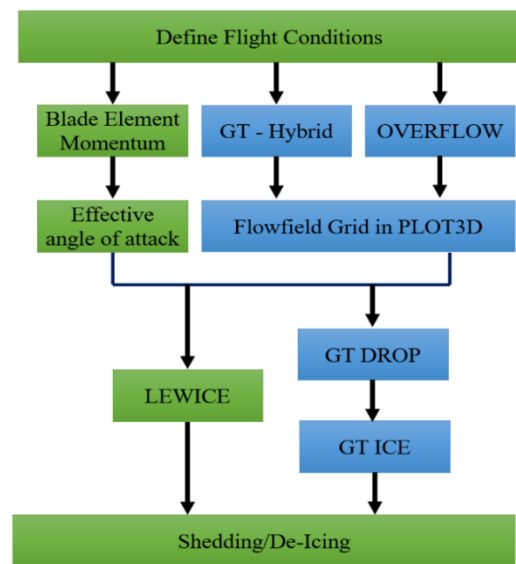 Define Flight Conditions
Blade Element
Momentum
GT - Hybrid
OVERFLOW
Effective
angle of attack
Flowfield Grid in PLOT3D
GT DROP
LEWICE
GT ICE
Shedding/De-Icing